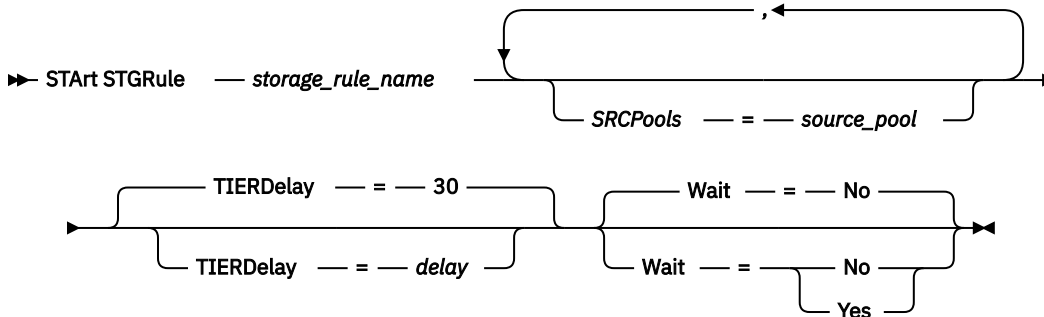 ,
STArt STGRule storage_rule_name
SRCPools = source_pool
TIERDelay = 30 Wait = No
TIERDelay = delay Wait = No
Yes